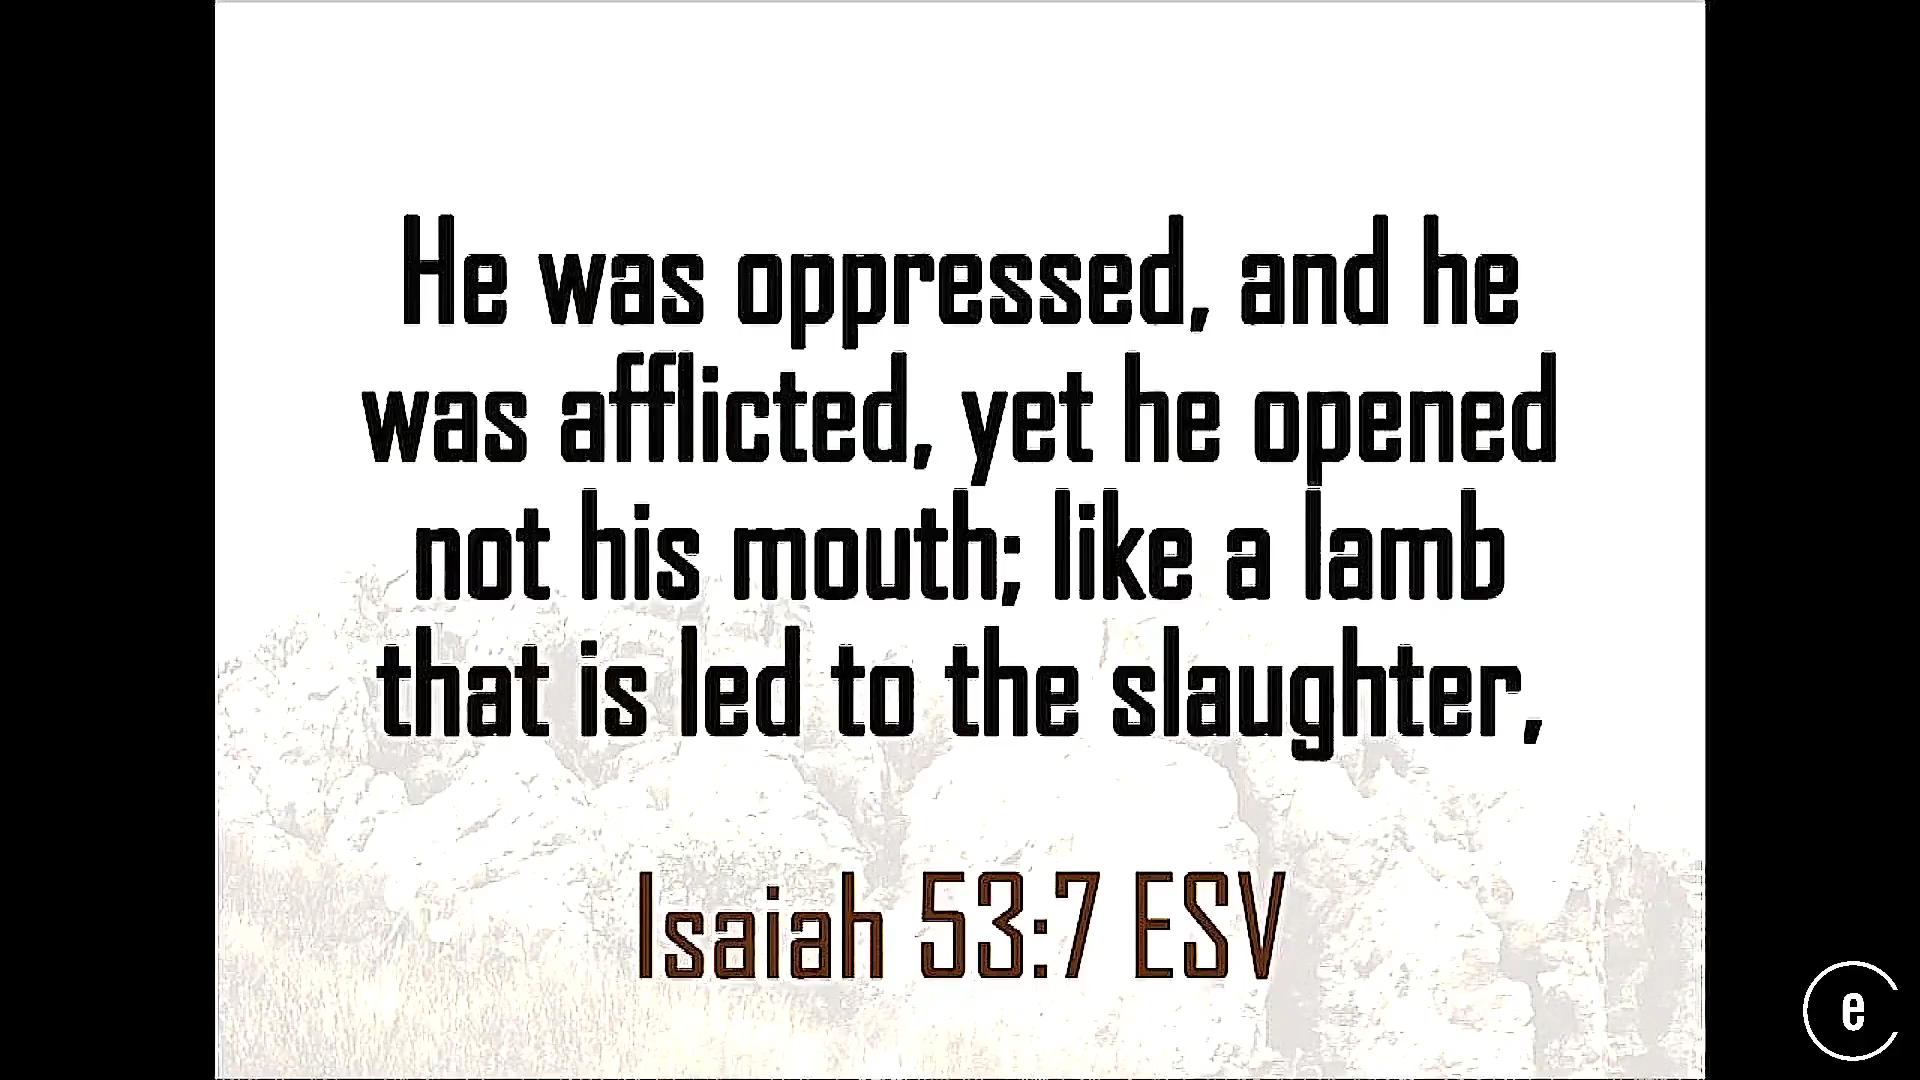 He was oppressed, and he
was afflicted, yet he opened
not his mouth; like a lamb
that is led to the slaughter,
Isaiah 53:7 ESV
e